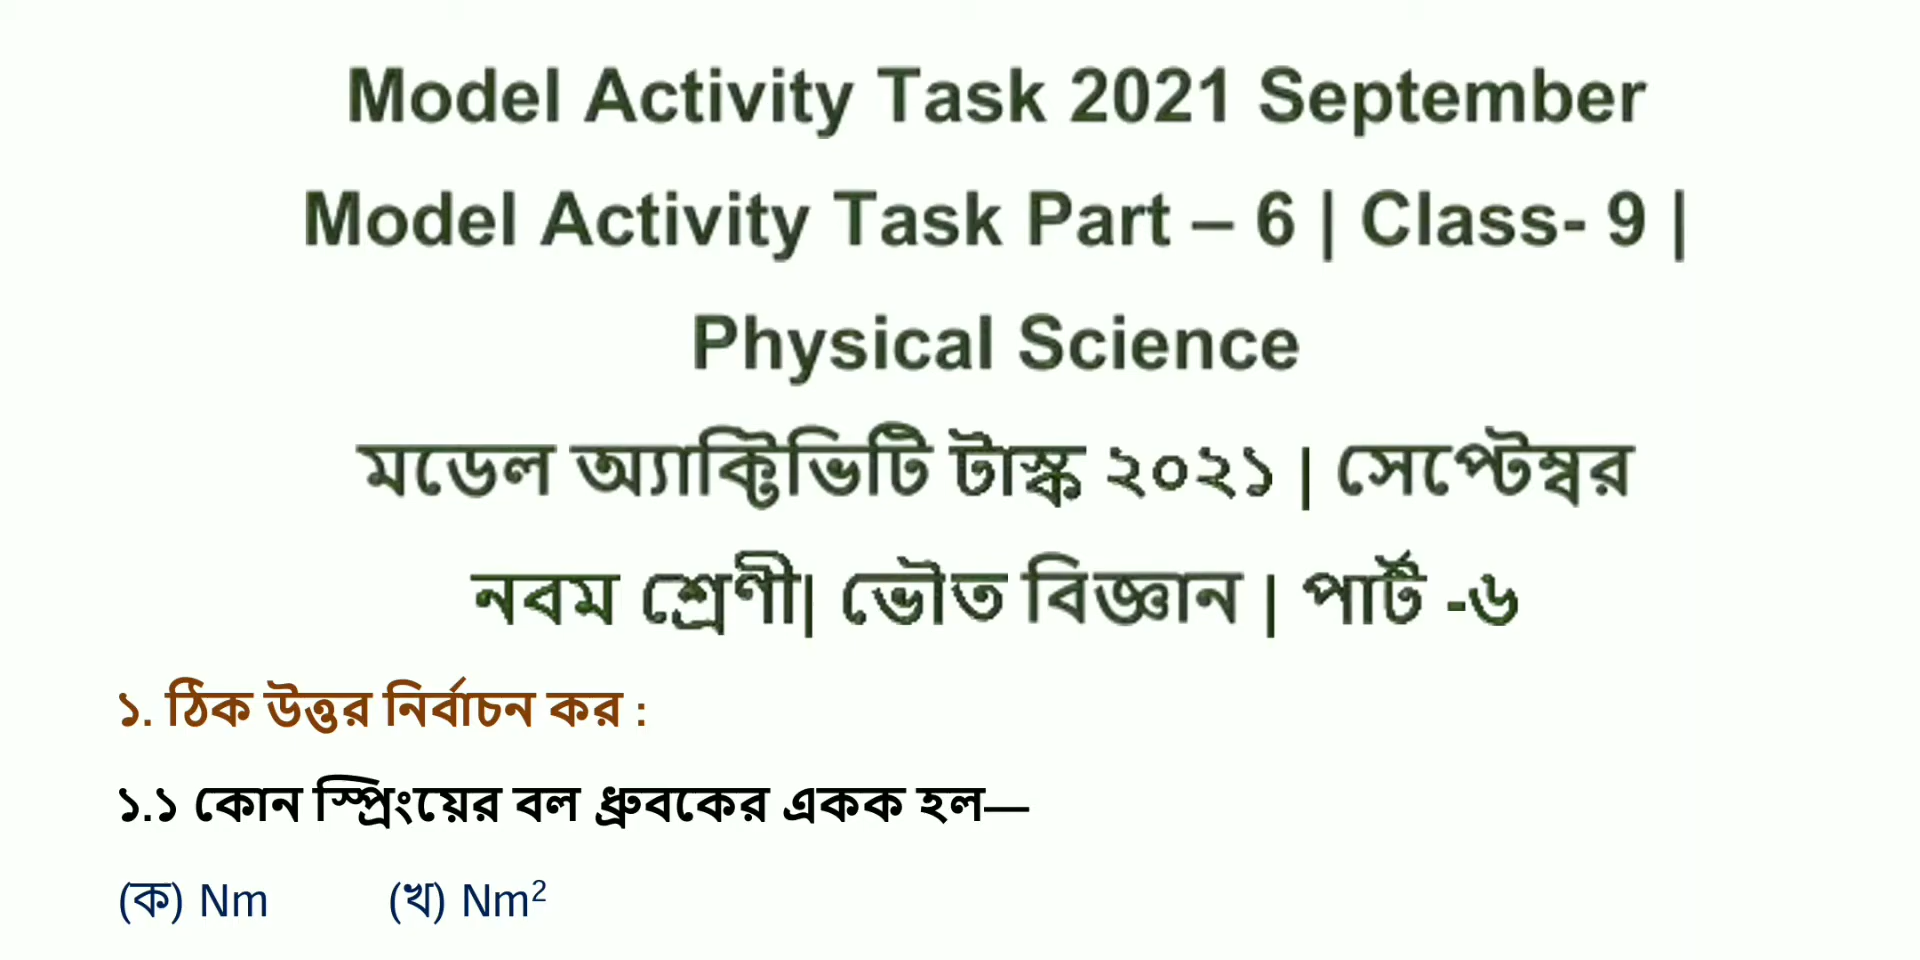 Model Activity Task 2021 September
Model Activity Task Part – 6 | Class- 9 |
Physical Science
মডেল অ্যাক্টিভিটি টাস্ক ২০২১ | সেপ্টেম্বর
নবম শ্রেণী| ভৌত বিজ্ঞান | পার্ট -৬
১. ঠিক উত্তর নির্বাচন কর :
১.১ কোন স্প্রিংয়ের বল ধ্রুবকের একক হল—
(ক) Nm (খ) Nm²